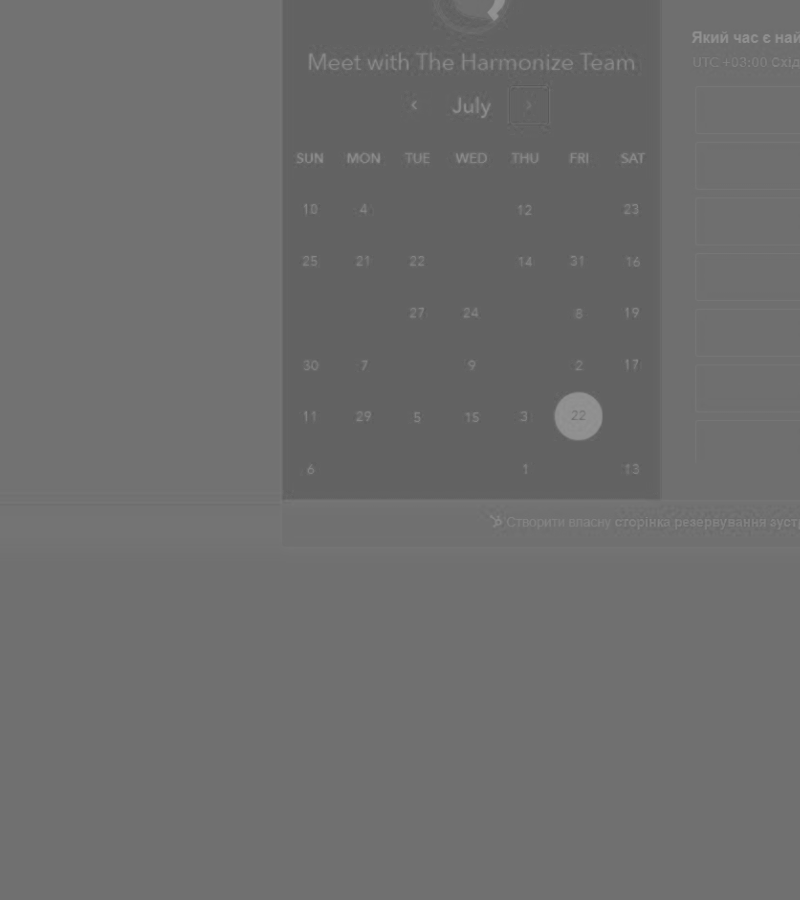 Meet with The Harmonize Team
‹ July ›
SUN MON TUE WED THU FRI SAT
18 4 12 23
25 21 22 14 31 16
27 24 8 19
30 7 9 2 17
11 29 5 15 3 22
6 1 13
Який час є най
UTC +03:00 Схід
Створити власну сторінка резервування зустр